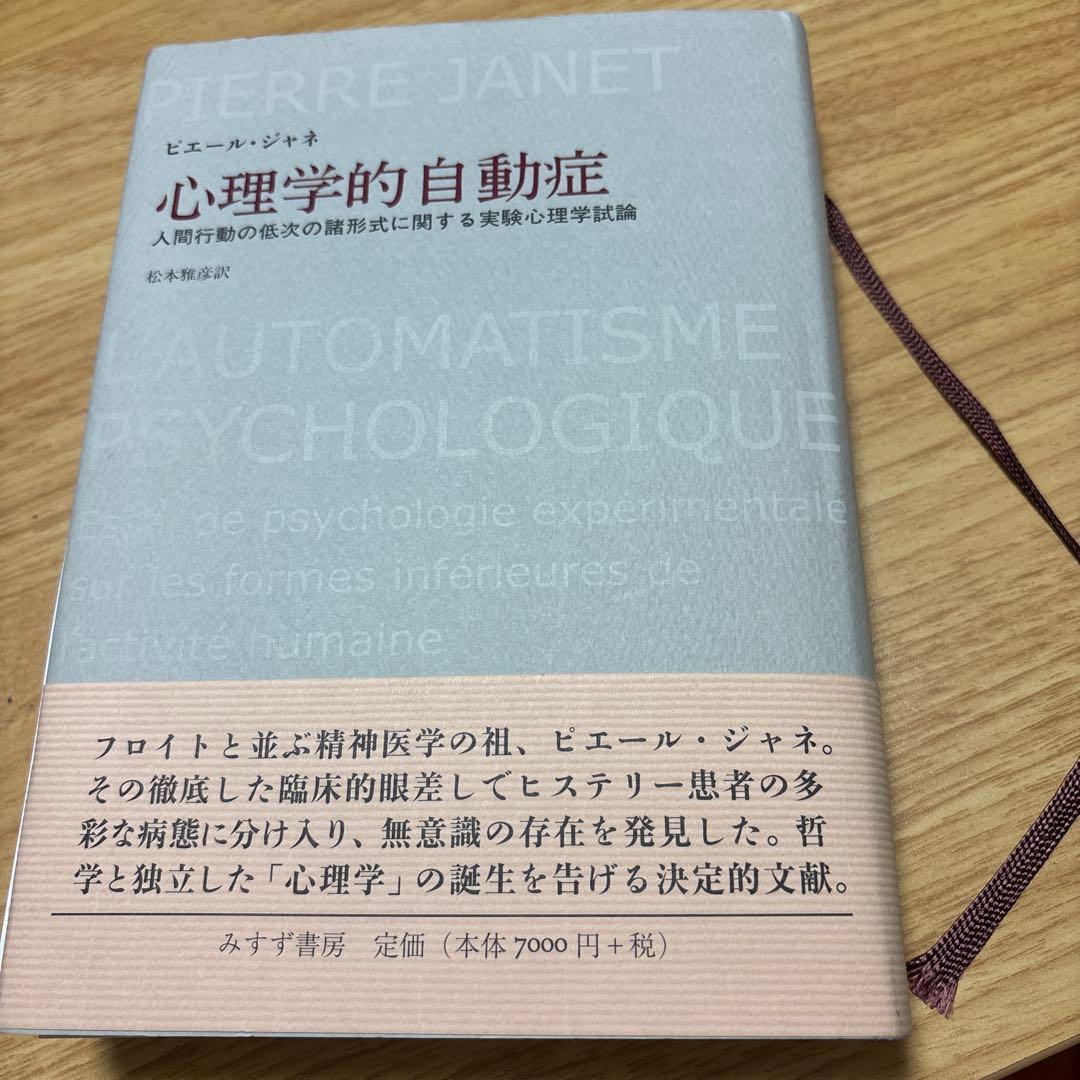 PIERRE JANET
ピエール・ジャネ
心理学的自動症
人間行動の低次の諸形式に関する実験心理学試論
松本雅彦訳
L'AUTOMATISME
PSYCHOLOGIQUE
Essai de psychologie expérimentale
sur les formes inférieures de
l'activité humaine
フロイトと並ぶ精神医学の祖、ピエール・ジャネ。
その徹底した臨床的眼差しでヒステリー患者の多
彩な病態に分け入り、無意識の存在を発見した。哲
学と独立した「心理学」の誕生を告げる決定的文献。
みすず書房 定価（本体 7000 円+税）